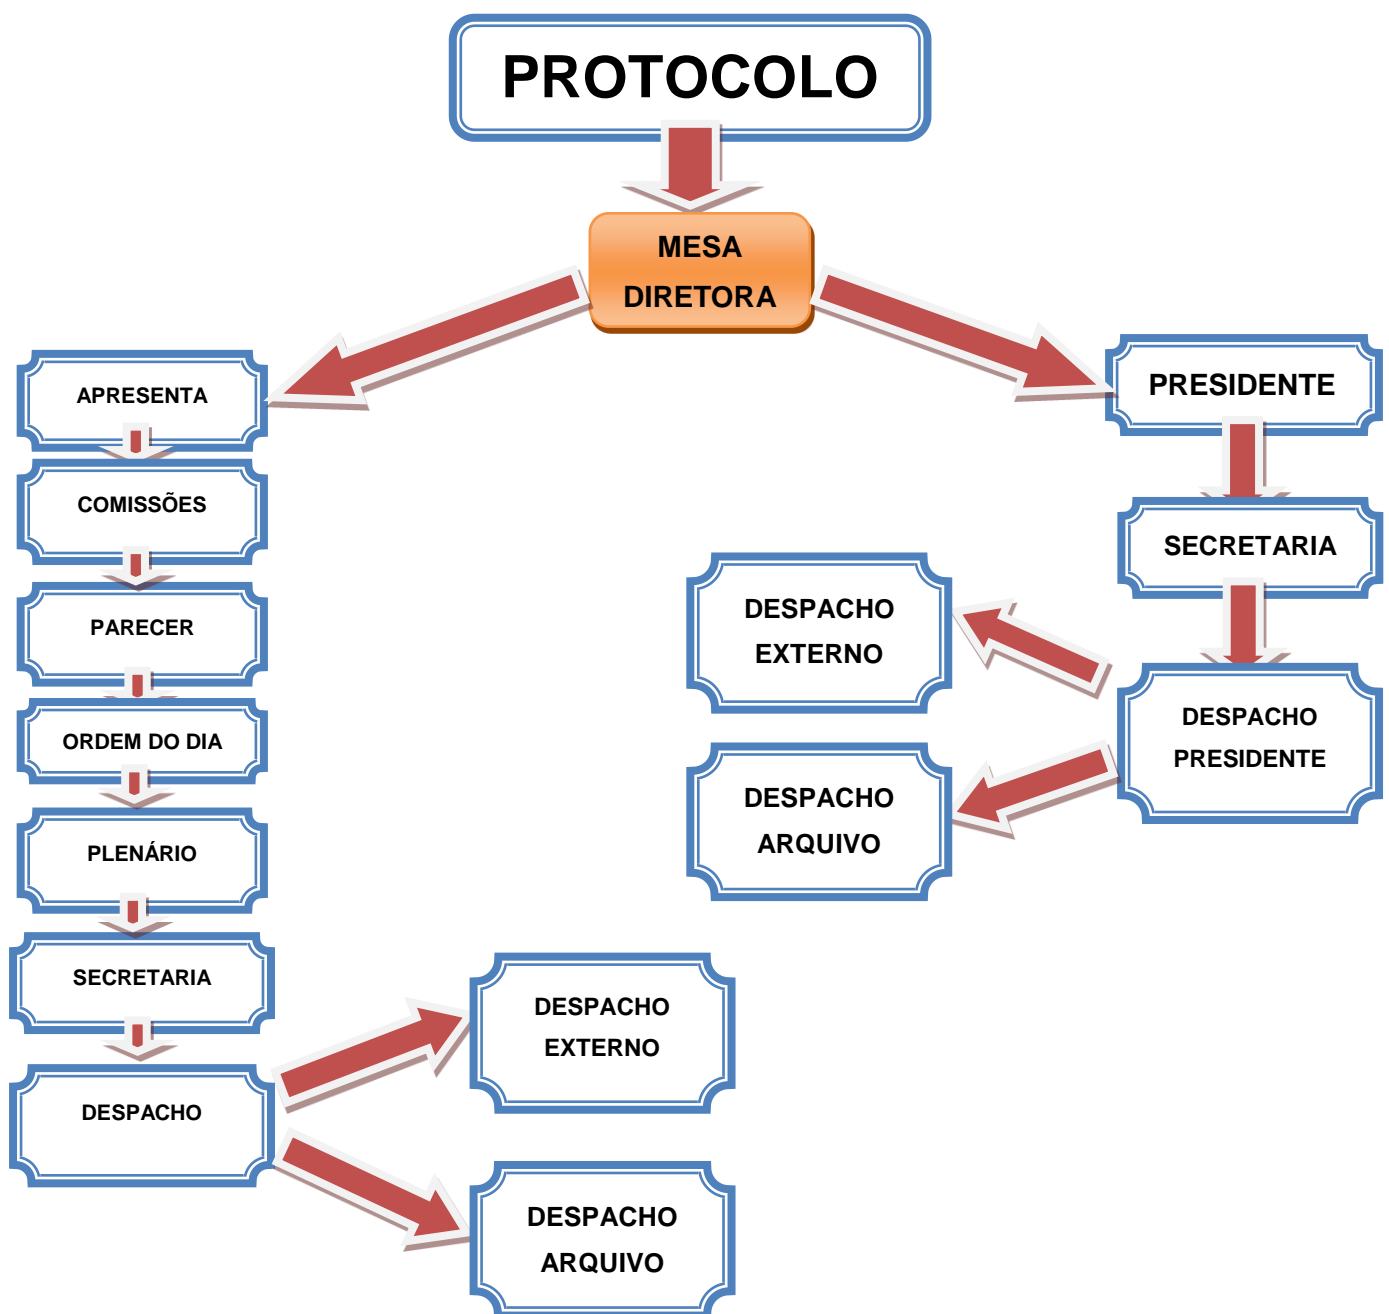 PROTOCOLO
MESA
DIRETORA
APRESENTA
COMISSÕES
PARECER
ORDEM DO DIA
PLENÁRIO
SECRETARIA
DESPACHO
DESPACHO
EXTERNO
DESPACHO
ARQUIVO
PRESIDENTE
SECRETARIA
DESPACHO
PRESIDENTE
DESPACHO
EXTERNO
DESPACHO
ARQUIVO